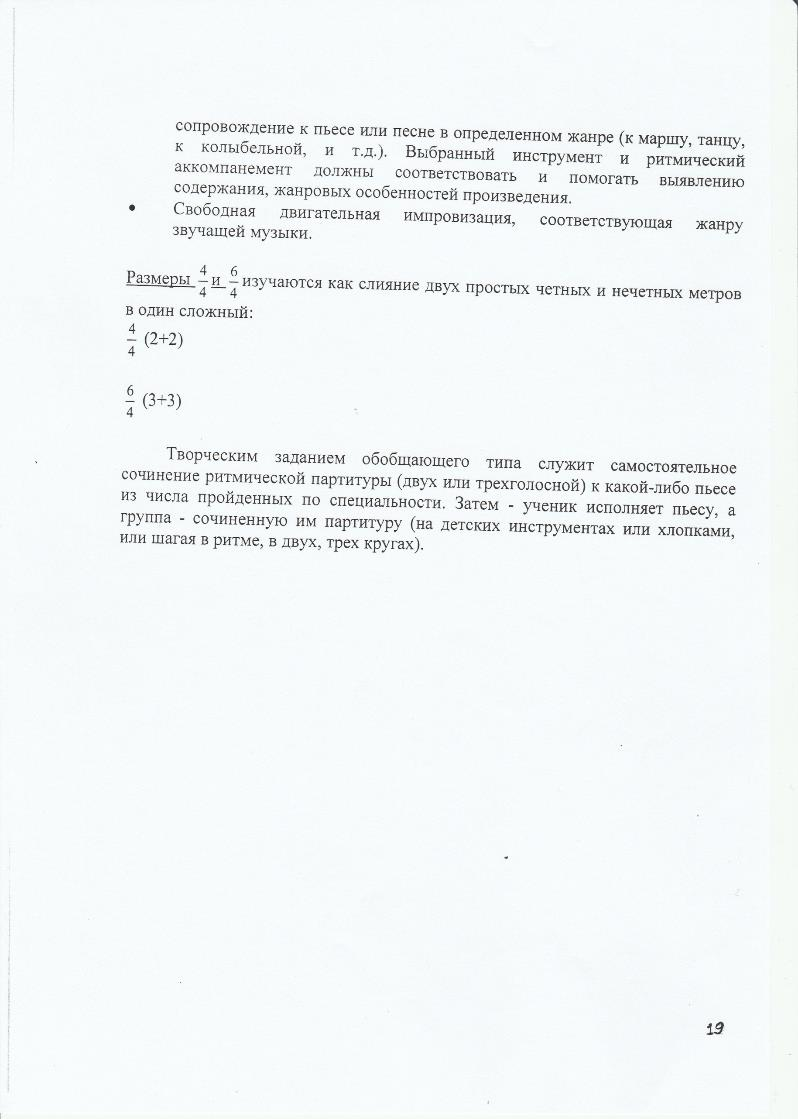 сопровождение к пьесе или песне в определенном жанре (к маршу, танцу,
к колыбельной, и т.д.). Выбранный инструмент и ритмический
аккомпанемент должны соответствовать и помогать выявлению
содержания, жанровых особенностей произведения.
• Свободная двигательная импровизация, соответствующая жанру
звучащей музыки.
Размеры 4/4 и 6/4 изучаются как слияние двух простых четных и нечетных метров
в один сложный:
4/4 (2+2)
6/4 (3+3)
Творческим заданием обобщающего типа служит самостоятельное
сочинение ритмической партитуры (двух или трехголосной) к какой-либо пьесе
из числа пройденных по специальности. Затем - ученик исполняет пьесу, а
группа - сочиненную им партитуру (на детских инструментах или хлопками,
или шагая в ритме, в двух, трех кругах).
19